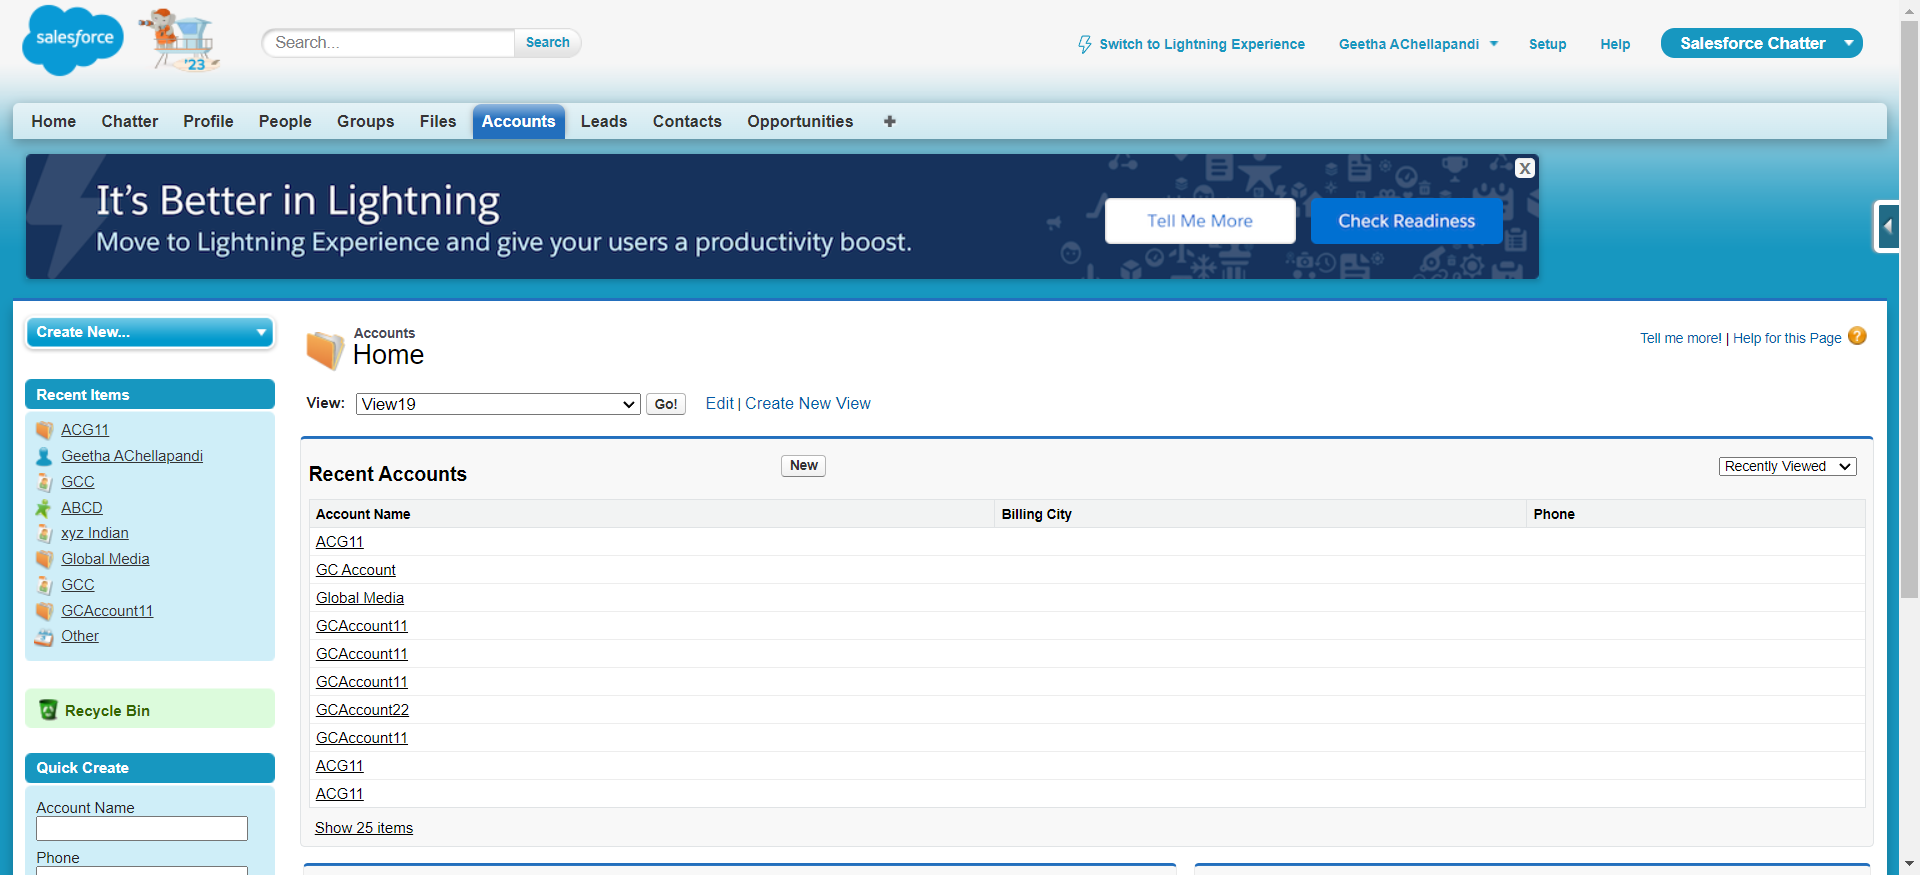 salesforce
'23
Search...
Search
Switch to Lightning Experience
Geetha AChellapandi
Setup
Help
Salesforce Chatter
Home
Chatter
Profile
People
Groups
Files
Accounts
Leads
Contacts
Opportunities
+
It's Better in Lightning
Move to Lightning Experience and give your users a productivity boost.
Tell Me More
Check Readiness
X
Create New...
Recent Items
ACG11
Geetha AChellapandi
GCC
ABCD
xyz Indian
Global Media
GCC
GCAccount11
Other
Recycle Bin
Quick Create
Account Name
Phone
Accounts
Home
Tell me more! | Help for this Page ?
View: View19 Go! Edit | Create New View
Recent Accounts
New
Recently Viewed
Account Name Billing City Phone
ACG11
GC Account
Global Media
GCAccount11
GCAccount11
GCAccount11
GCAccount22
GCAccount11
ACG11
ACG11
Show 25 items